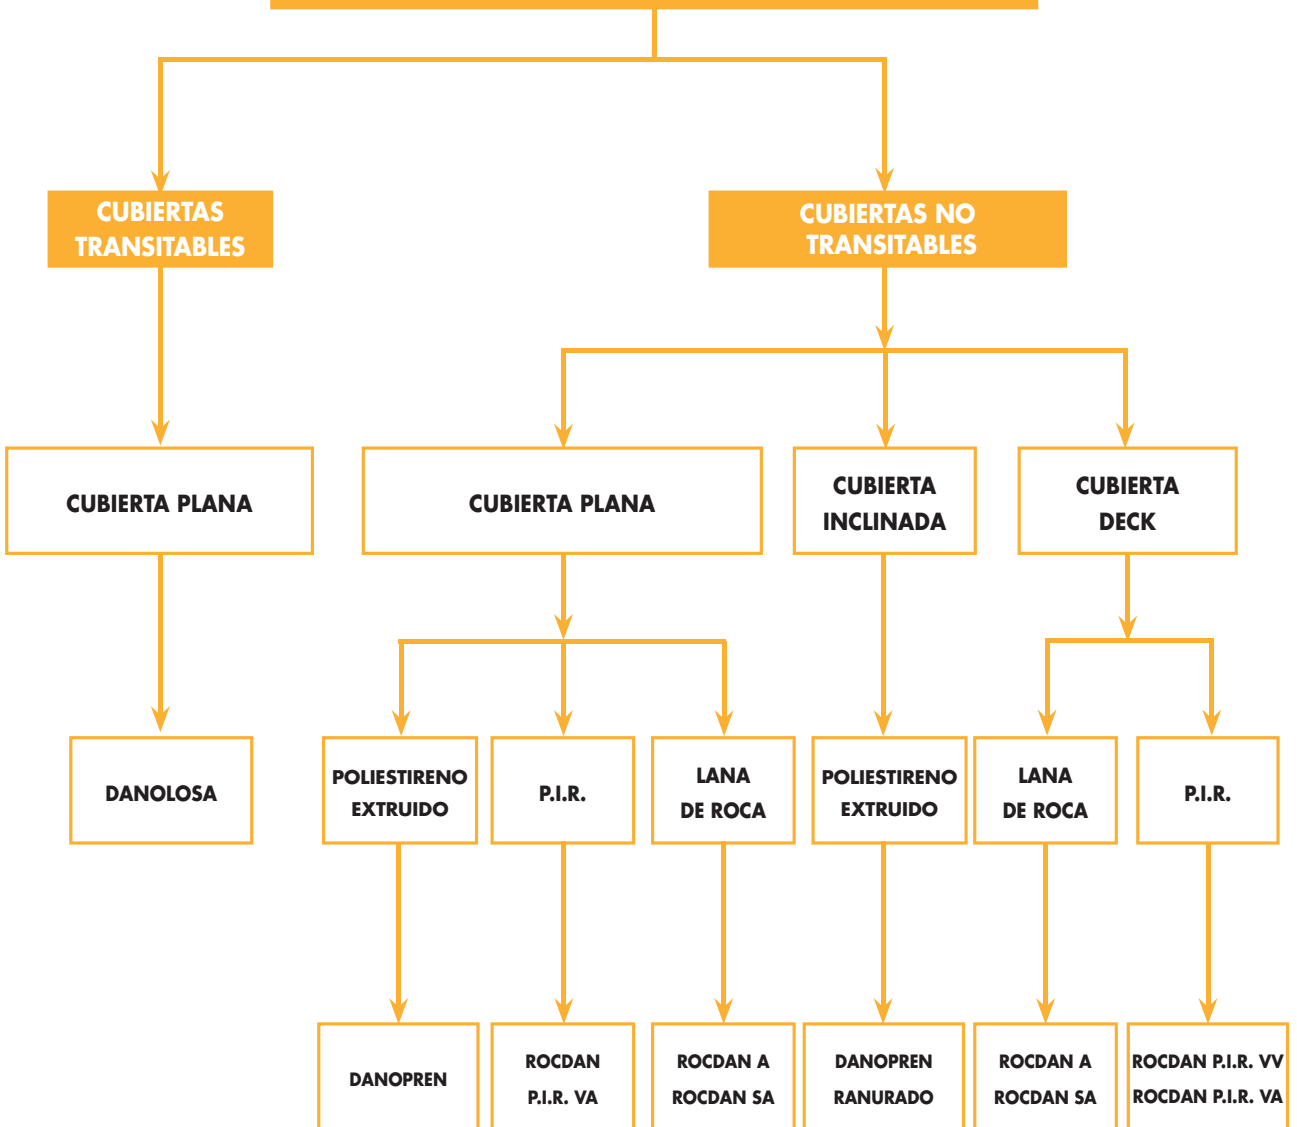 CUBIERTAS
TRANSITABLES
CUBIERTAS NO
TRANSITABLES
CUBIERTA PLANA
CUBIERTA PLANA
CUBIERTA
INCLINADA
CUBIERTA
DECK
DANOLOSA
POLIESTIRENO
EXTRUIDO
P.I.R.
LANA
DE ROCA
POLIESTIRENO
EXTRUIDO
LANA
DE ROCA
P.I.R.
DANOPREN
ROCDAN
P.I.R. VA
ROCDAN A
ROCDAN SA
DANOPREN
RANURADO
ROCDAN A
ROCDAN SA
ROCDAN P.I.R. VV
ROCDAN P.I.R. VA